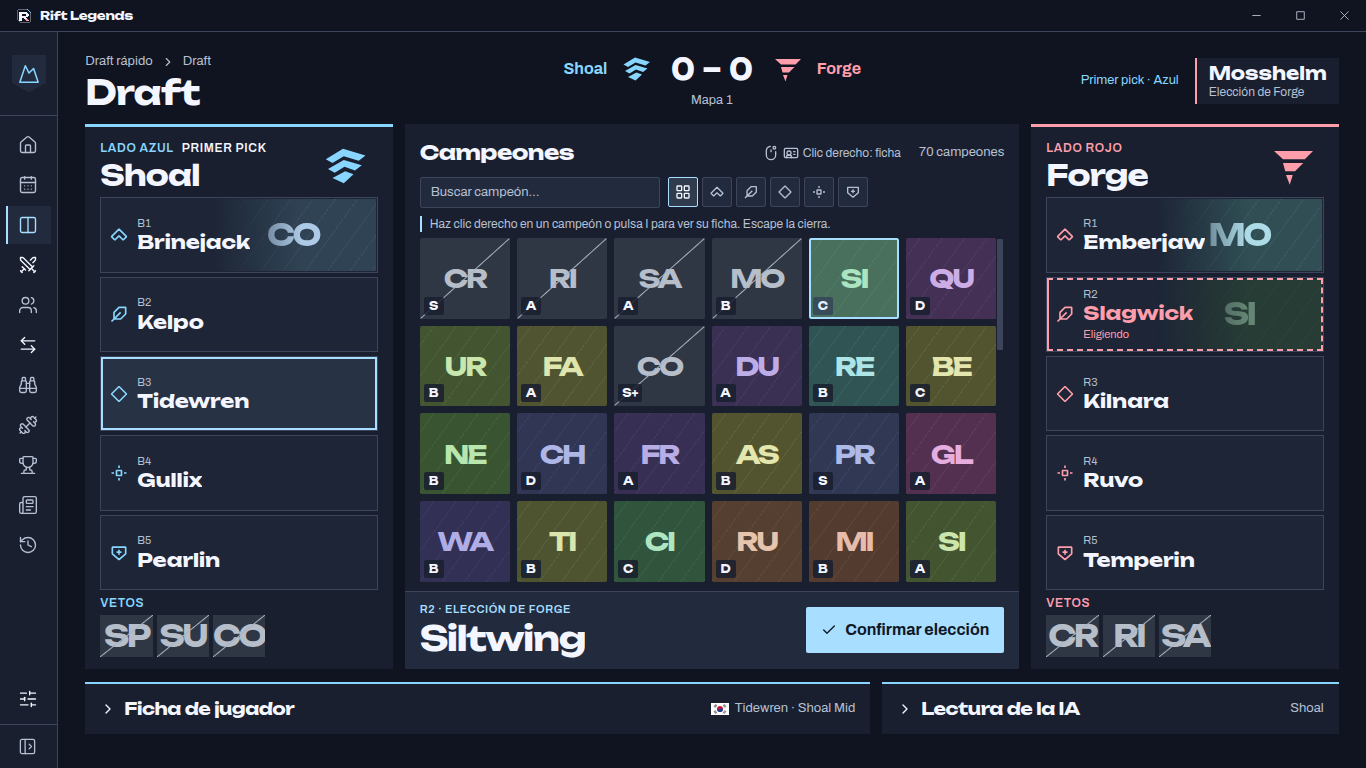 Rift Legends
Draft rápido > Draft
Draft
Shoal 0 – 0 Forge
Mapa 1
Primer pick · Azul
Mosshelm
Elección de Forge
LADO AZUL PRIMER PICK
Shoal
B1
Brinejack CO
B2
Kelpo
B3
Tidewren
B4
Gullix
B5
Pearlin
VETOS
SP SU CO
Campeones
Clic derecho: ficha 70 campeones
Buscar campeón...
Haz clic derecho en un campeón o pulsa I para ver su ficha. Escape la cierra.
CR RI SA MO SI QU
S A A B C D
UR FA CO DU RE BE
B A S+ A B C
NE CH FR AS PR GL
B D A B S A
WA TI CI RU MI SI
B B C D B A
R2 · ELECCIÓN DE FORGE
Siltwing
Confirmar elección
LADO ROJO
Forge
R1
Emberjaw MO
R2
Slagwick SI
Eligiendo
R3
Kilnara
R4
Ruvo
R5
Temperin
VETOS
CR RI SA
Ficha de jugador
Tidewren · Shoal Mid
Lectura de la IA
Shoal